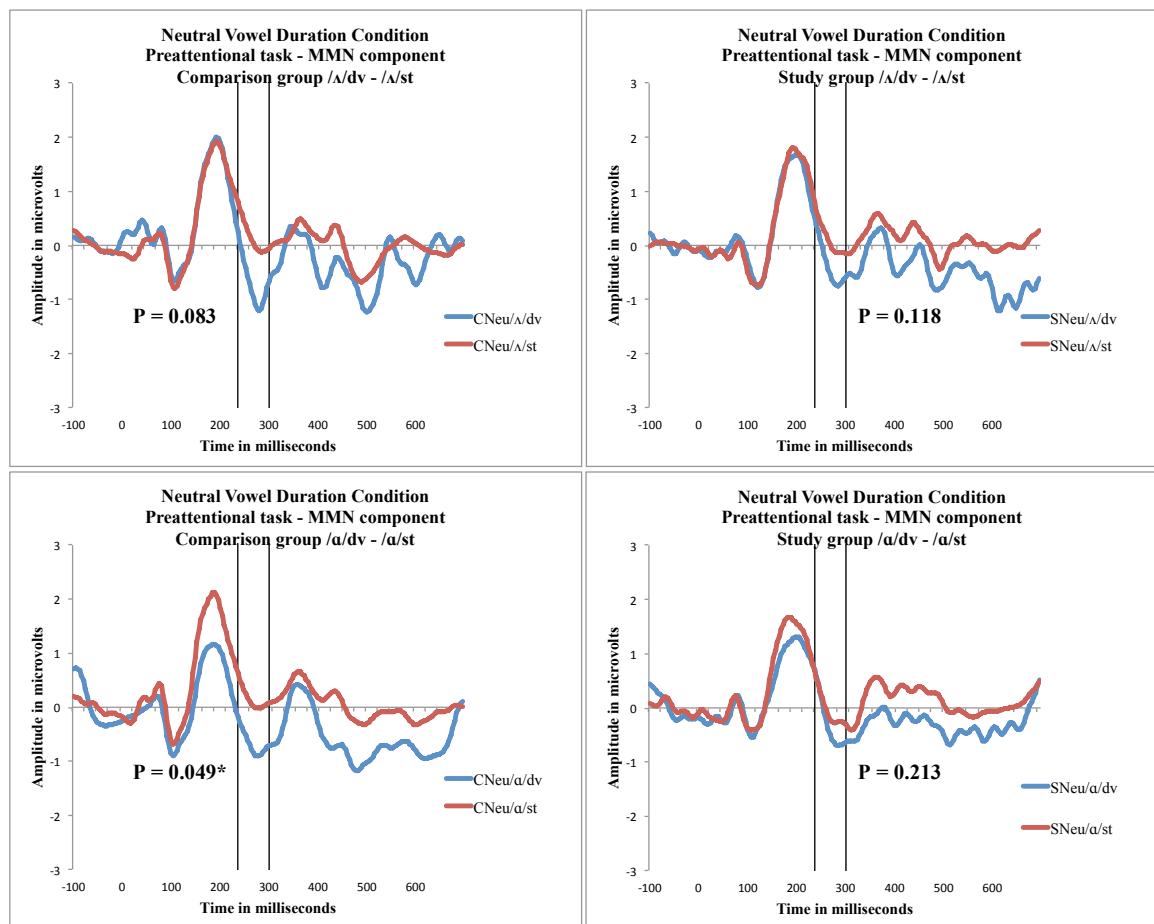 Neutral Vowel Duration Condition
Preattentional task - MMN component
Comparison group /ʌ/dv - /ʌ/st
3
2
1
0
-1
-2
-3
Amplitude in microvolts
P = 0.083
CNeu/ʌ/dv
CNeu/ʌ/st
-100 0 100 200 300 400 500 600
Time in milliseconds
Neutral Vowel Duration Condition
Preattentional task - MMN component
Study group /ʌ/dv - /ʌ/st
3
2
1
0
-1
-2
-3
Amplitude in microvolts
P = 0.118
SNeu/ʌ/dv
SNeu/ʌ/st
-100 0 100 200 300 400 500 600
Time in milliseconds
Neutral Vowel Duration Condition
Preattentional task - MMN component
Comparison group /ɑ/dv - /ɑ/st
3
2
1
0
-1
-2
-3
Amplitude in microvolts
P = 0.049*
CNeu/ɑ/dv
CNeu/ɑ/st
-100 0 100 200 300 400 500 600
Time in milliseconds
Neutral Vowel Duration Condition
Preattentional task - MMN component
Study group /ɑ/dv - /ɑ/st
3
2
1
0
-1
-2
-3
Amplitude in microvolts
P = 0.213
SNeu/ɑ/dv
SNeu/ɑ/st
-100 0 100 200 300 400 500 600
Time in milliseconds